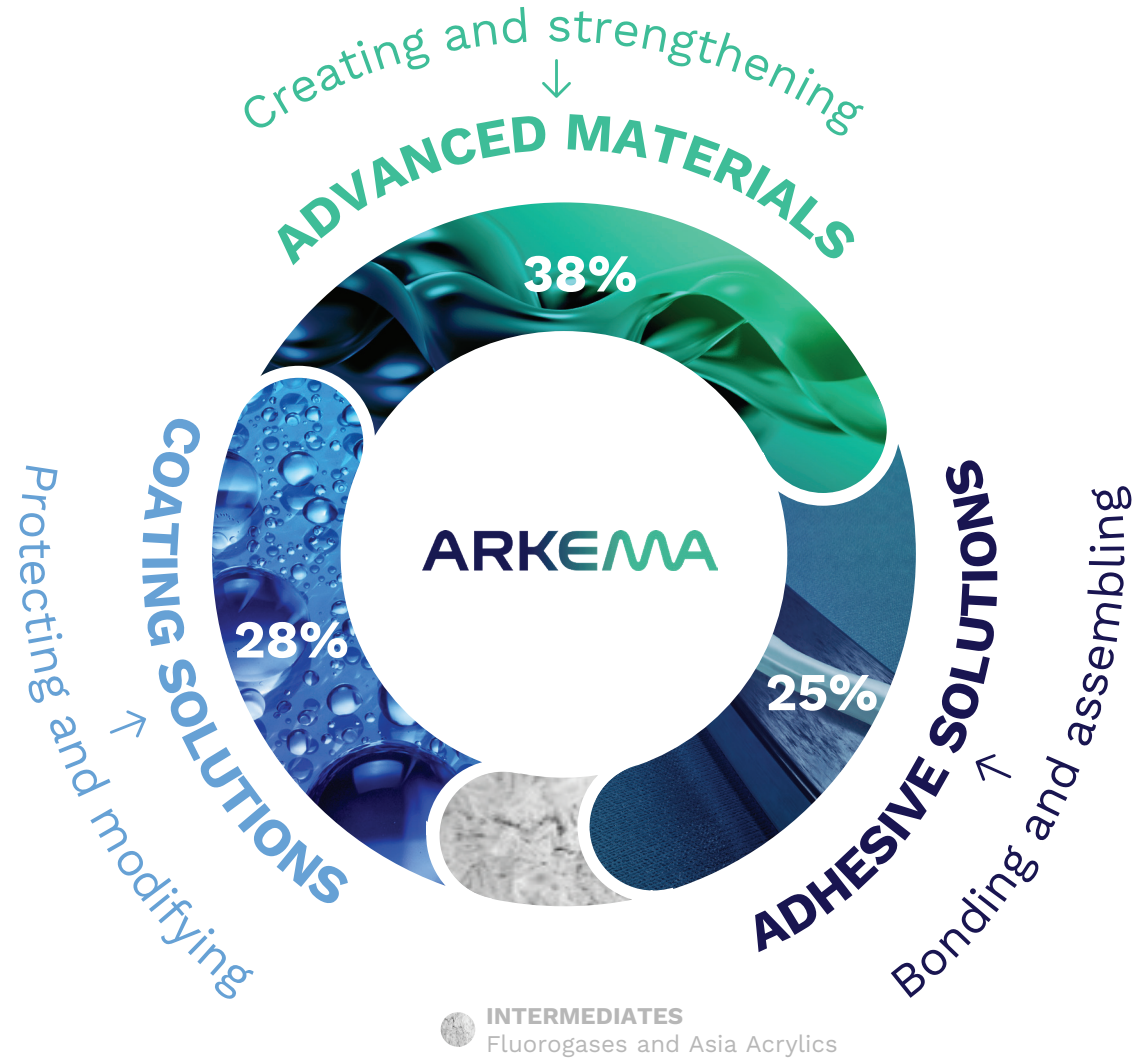 Creating and strengthening
ADVANCED MATERIALS
38%
COATING SOLUTIONS
Protecting and modifying
28%
ARKEMA
25%
ADHESIVE SOLUTIONS
Bonding and assembling
INTERMEDIATES
Fluorogases and Asia Acrylics